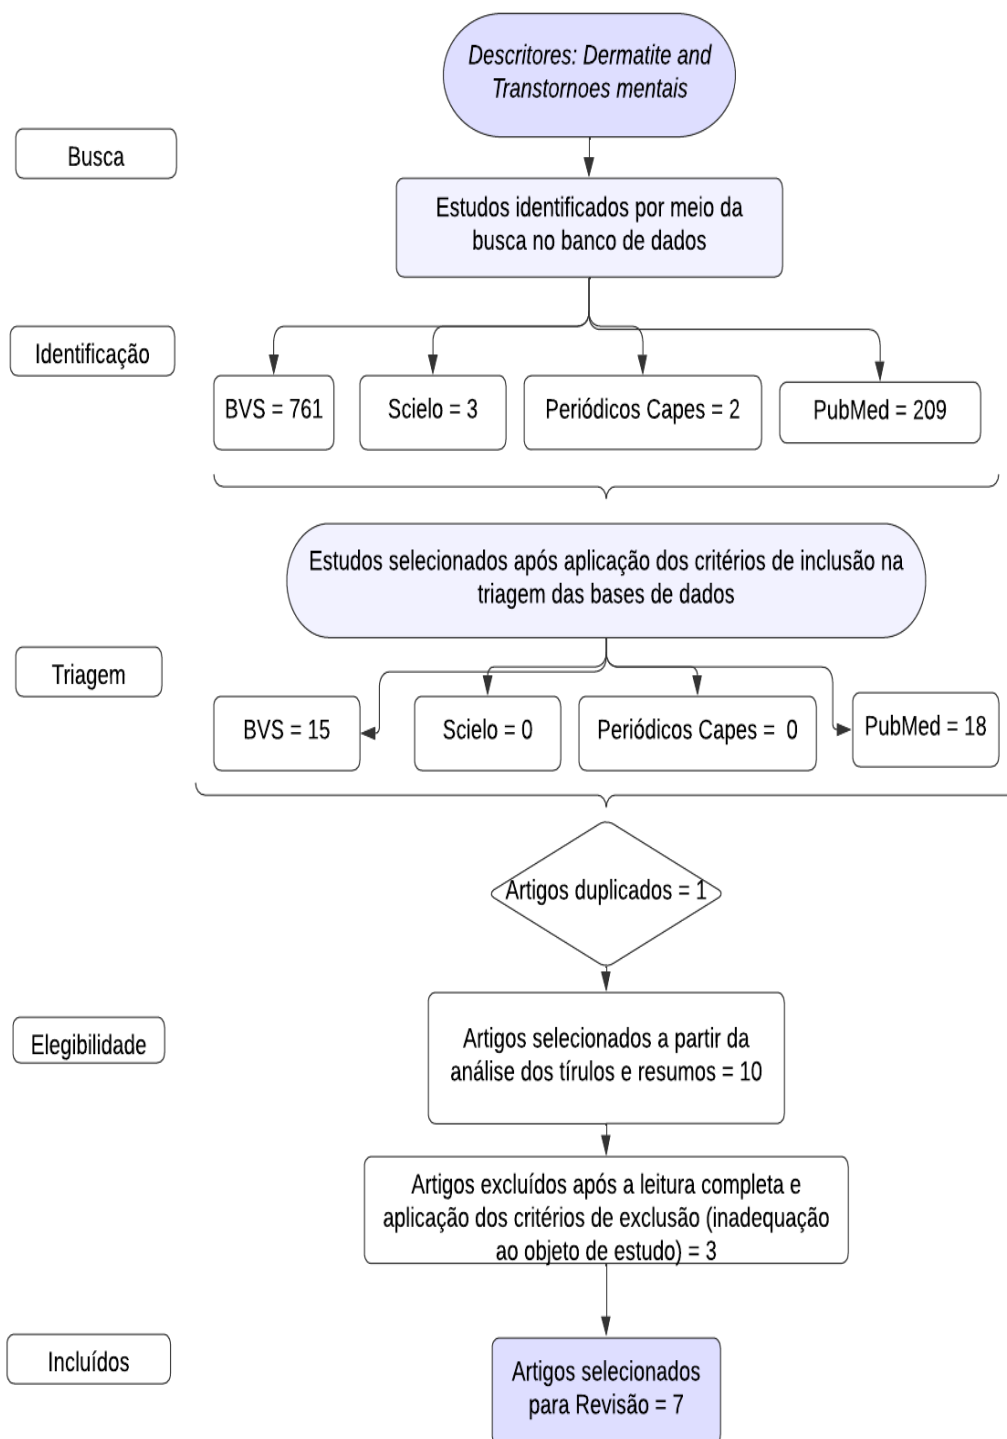 Descritores: Dermatite and
Transtornoes mentais
Busca
Estudos identificados por meio da
busca no banco de dados
Identificação
BVS = 761
Scielo = 3
Periódicos Capes = 2
PubMed = 209
Estudos selecionados após aplicação dos critérios de inclusão na
triagem das bases de dados
Triagem
BVS = 15
Scielo = 0
Periódicos Capes = 0
PubMed = 18
Artigos duplicados = 1
Elegibilidade
Artigos selecionados a partir da
análise dos tírulos e resumos = 10
Artigos excluídos após a leitura completa e
aplicação dos critérios de exclusão (inadequação
ao objeto de estudo) = 3
Incluídos
Artigos selecionados
para Revisão = 7